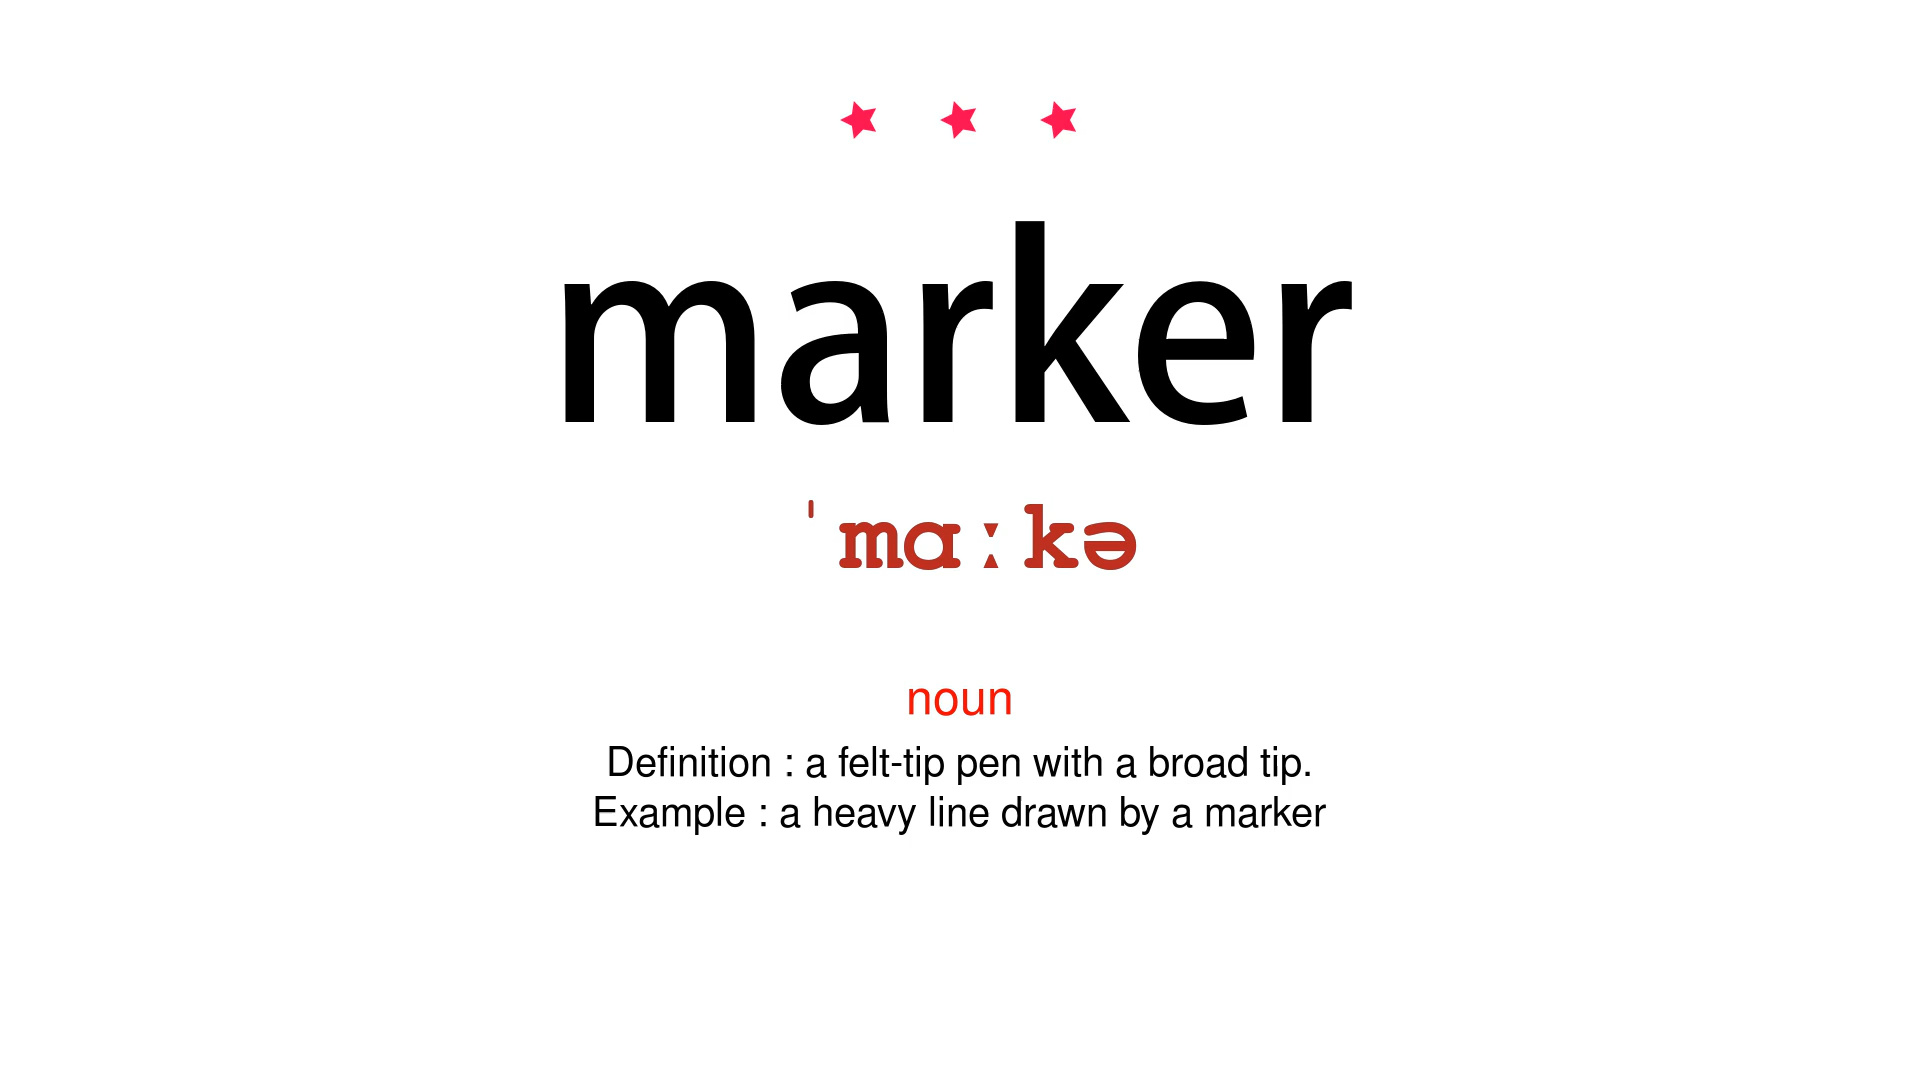 marker
ˈmɑːkə
noun
Definition : a felt-tip pen with a broad tip.
Example : a heavy line drawn by a marker